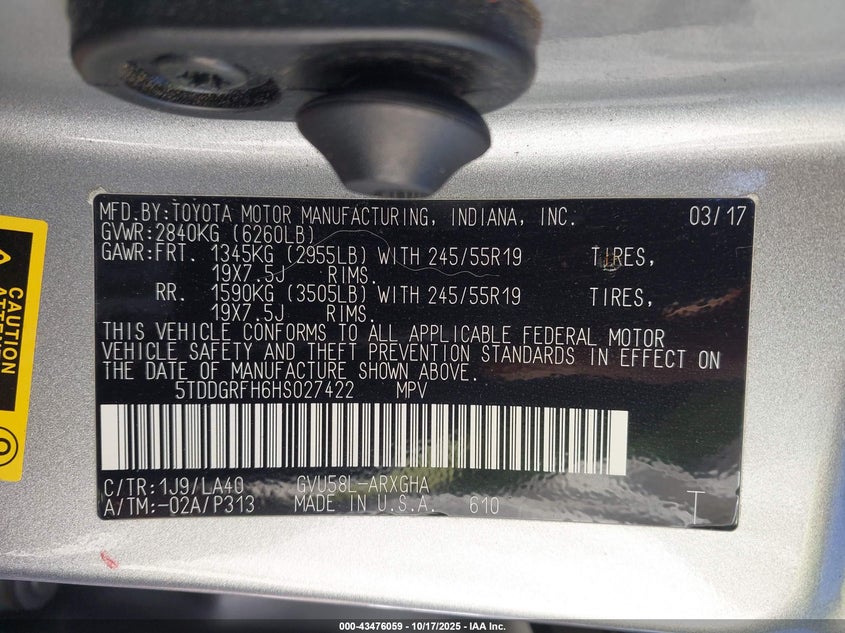 MFD.BY:TOYOTA MOTOR MANUFACTURING, INDIANA, INC. 03/17
GVWR:2840KG (6260LB)
GAWR:FRT. 1345KG (2955LB) WITH 245/55R19 TIRES,
19X7.5J RIMS.
RR. 1590KG (3505LB) WITH 245/55R19 TIRES,
19X7.5J RIMS.
THIS VEHICLE CONFORMS TO ALL APPLICABLE FEDERAL MOTOR
VEHICLE SAFETY AND THEFT PREVENTION STANDARDS IN EFFECT ON
THE DATE OF MANUFACTURE SHOWN ABOVE.
5TDDGRFH6HS027422 MPV
C/TR:1J9/LA40 GVU58L-ARXGHA
A/TM:-02A/P313 MADE IN U.S.A. 610 T
CAUTION
000-43476059 - 10/17/2025 - IAA Inc.